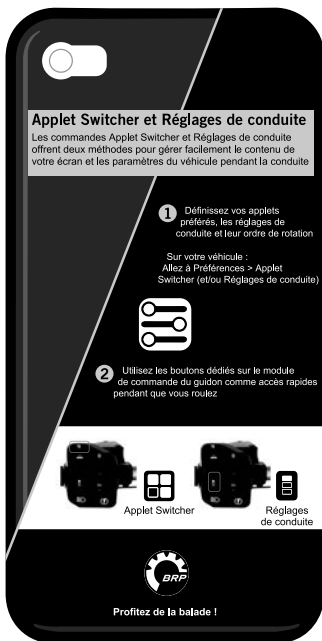 Applet Switcher et Réglages de conduite
Les commandes Applet Switcher et Réglages de conduite
offrent deux méthodes pour gérer facilement le contenu de
votre écran et les paramètres du véhicule pendant la conduite
1 Définissez vos applets
préférés, les réglages de
conduite et leur ordre de rotation
Sur votre véhicule :
Allez à Préférences > Applet
Switcher (et/ou Réglages de conduite)
2 Utilisez les boutons dédiés sur le module
de commande du guidon comme accès rapides
pendant que vous roulez
Applet Switcher
Réglages
de conduite
BRP
Profitez de la balade !